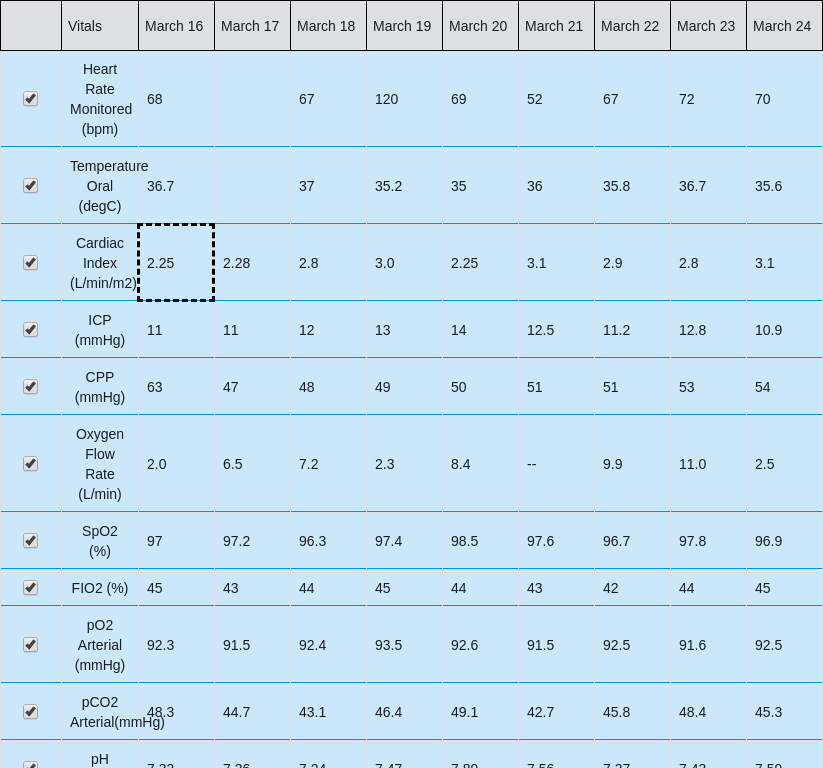 Vitals March 16 March 17 March 18 March 19 March 20 March 21 March 22 March 23 March 24
Heart
Rate
Monitored
(bpm)
68 67 120 69 52 67 72 70
Temperature
Oral
(degC)
36.7 37 35.2 35 36 35.8 36.7 35.6
Cardiac
Index
(L/min/m2)
2.25 2.28 2.8 3.0 2.25 3.1 2.9 2.8 3.1
ICP
(mmHg)
11 11 12 13 14 12.5 11.2 12.8 10.9
CPP
(mmHg)
63 47 48 49 50 51 51 53 54
Oxygen
Flow
Rate
(L/min)
2.0 6.5 7.2 2.3 8.4 -- 9.9 11.0 2.5
SpO2
(%)
97 97.2 96.3 97.4 98.5 97.6 96.7 97.8 96.9
FIO2 (%) 45 43 44 45 44 43 42 44 45
pO2
Arterial
(mmHg)
92.3 91.5 92.4 93.5 92.6 91.5 92.5 91.6 92.5
pCO2
Arterial(mmHg)
48.3 44.7 43.1 46.4 49.1 42.7 45.8 48.4 45.3
pH